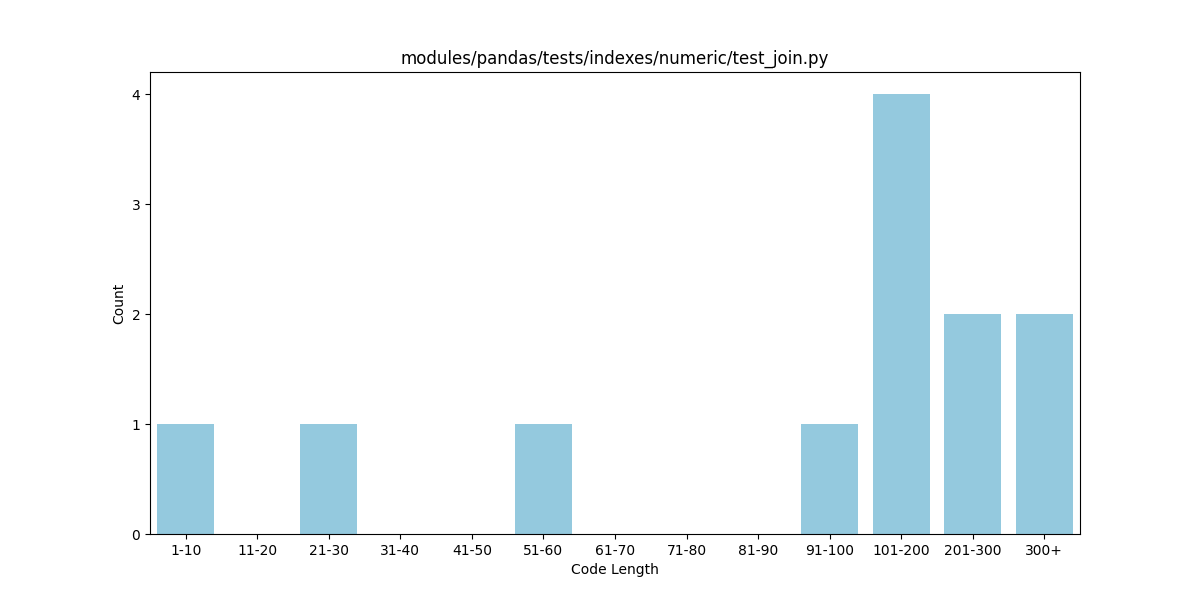 modules/pandas/tests/indexes/numeric/test_join.py
Count
4
3
2
1
0
1-10 11-20 21-30 31-40 41-50 51-60 61-70 71-80 81-90 91-100 101-200 201-300 300+
Code Length